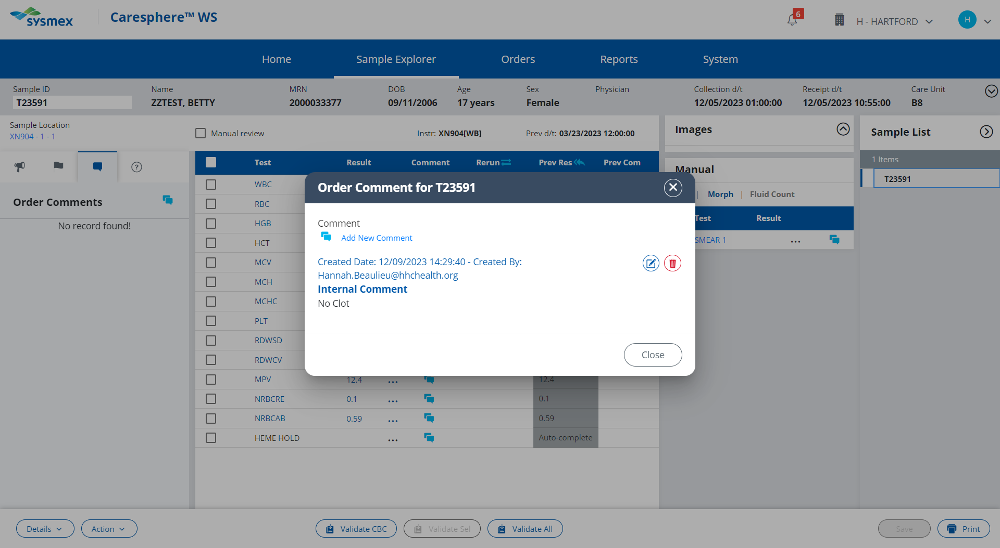 sysmex
Caresphere™ WS
6
H - HARTFORD
H
Home
Sample Explorer
Orders
Reports
System
Sample ID
Name
MRN
DOB
Age
Sex
Physician
Collection d/t
Receipt d/t
Care Unit
T23591
ZZTEST, BETTY
2000033377
09/11/2006
17 years
Female
12/05/2023 01:00:00
12/05/2023 10:55:00
B8
Sample Location
XN904 - 1 - 1
Manual review
Instr: XN904[WB]
Prev d/t: 03/23/2023 12:00:00
Images
Sample List
?
Order Comments
No record found!
Test
Result
Comment
Rerun
Prev Res
Prev Com
WBC
RBC
HGB
HCT
MCV
MCH
MCHC
PLT
RDWSD
RDWCV
MPV 12.4 ... 12.4
NRBCRE 0.1 ... 0.1
NRBCAB 0.59 ... 0.59
HEME HOLD ... Auto-complete
Manual
| Morph | Fluid Count
Test Result
SMEAR 1 ...
1 Items
T23591
Order Comment for T23591
Comment
Add New Comment
Created Date: 12/09/2023 14:29:40 - Created By:
Hannah.Beaulieu@hhchealth.org
Internal Comment
No Clot
Close
Details
Action
Validate CBC
Validate Sel
Validate All
Save
Print